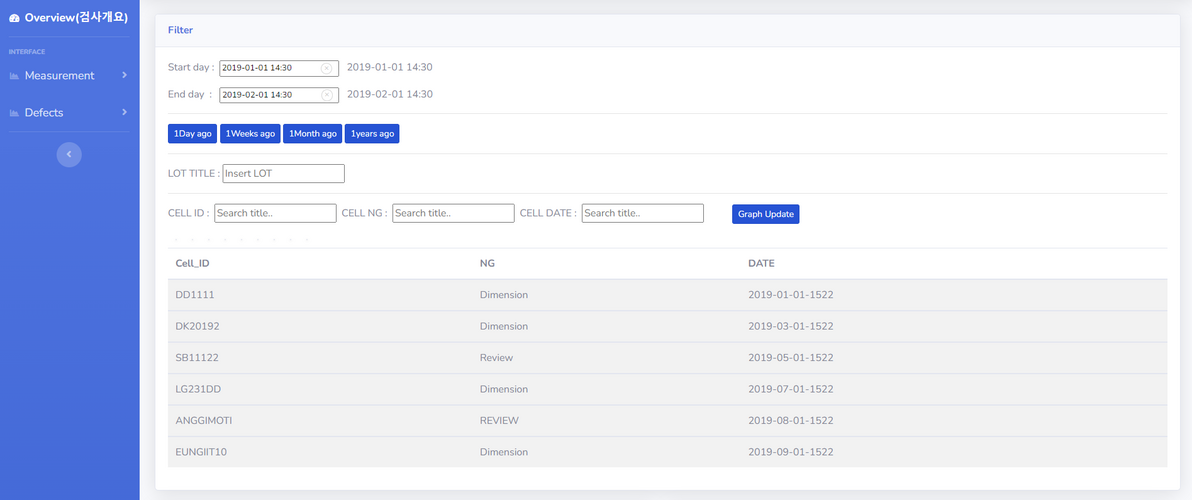 Overview(검사개요)
INTERFACE
Measurement
Defects
Filter
Start day : 2019-01-01 14:30 2019-01-01 14:30
End day : 2019-02-01 14:30 2019-02-01 14:30
1Day ago 1Weeks ago 1Month ago 1years ago
LOT TITLE : Insert LOT
CELL ID : Search title.. CELL NG : Search title.. CELL DATE : Search title.. Graph Update
Cell_ID NG DATE
DD1111 Dimension 2019-01-01-1522
DK20192 Dimension 2019-03-01-1522
SB11122 Review 2019-05-01-1522
LG231DD Dimension 2019-07-01-1522
ANGGIMOTI REVIEW 2019-08-01-1522
EUNGIIT10 Dimension 2019-09-01-1522